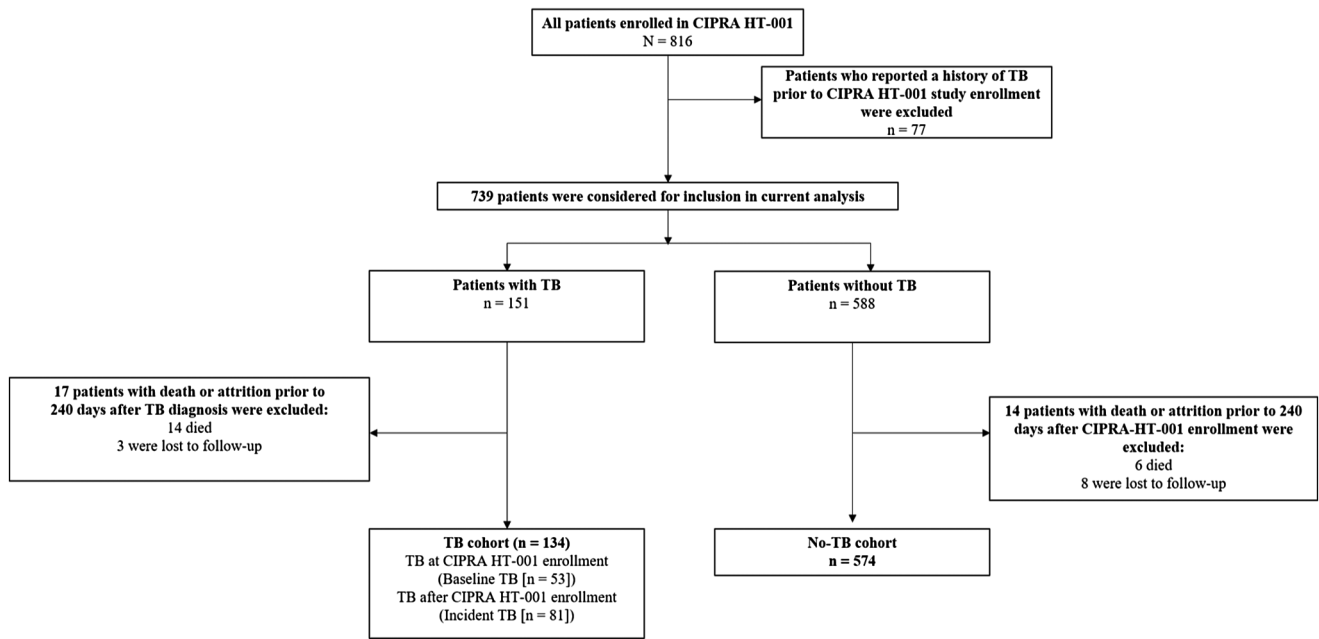 All patients enrolled in CIPRA HT-001
N = 816
Patients who reported a history of TB
prior to CIPRA HT-001 study enrollment
were excluded
n = 77
739 patients were considered for inclusion in current analysis
Patients with TB
n = 151
Patients without TB
n = 588
17 patients with death or attrition prior to
240 days after TB diagnosis were excluded:
14 died
3 were lost to follow-up
14 patients with death or attrition prior to 240
days after CIPRA-HT-001 enrollment were
excluded:
6 died
8 were lost to follow-up
TB cohort (n = 134)
TB at CIPRA HT-001 enrollment
(Baseline TB [n = 53])
TB after CIPRA HT-001 enrollment
(Incident TB [n = 81])
No-TB cohort
n = 574